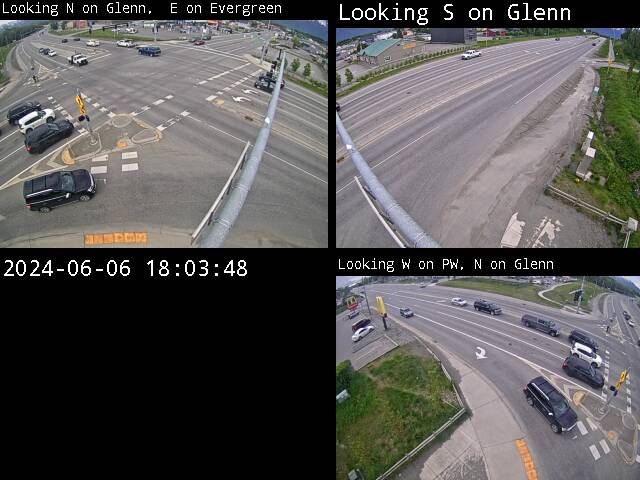 Looking N on Glenn,  E on Evergreen
Looking S on Glenn
2024-06-06 18:03:48
Looking W on PW, N on Glenn